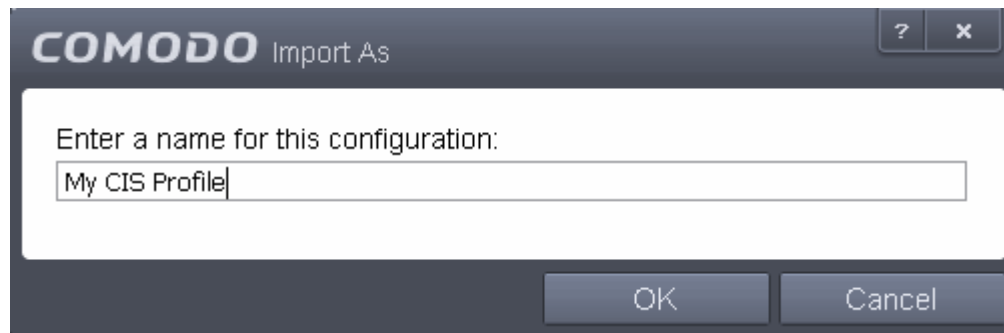 COMODO Import As
? x
Enter a name for this configuration:
My CIS Profile
OK Cancel